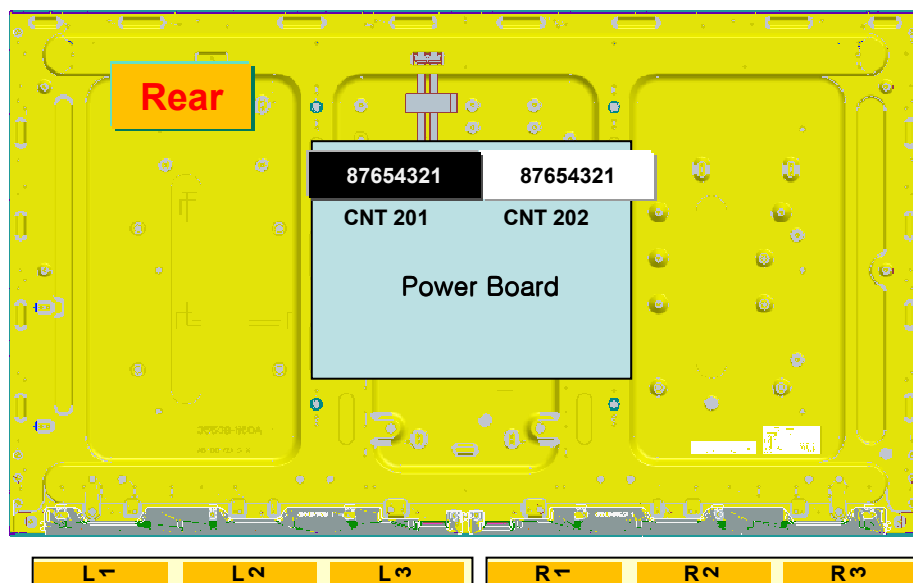 Rear
87654321 87654321
CNT 201 CNT 202
Power Board
L1 L2 L3 R1 R2 R3